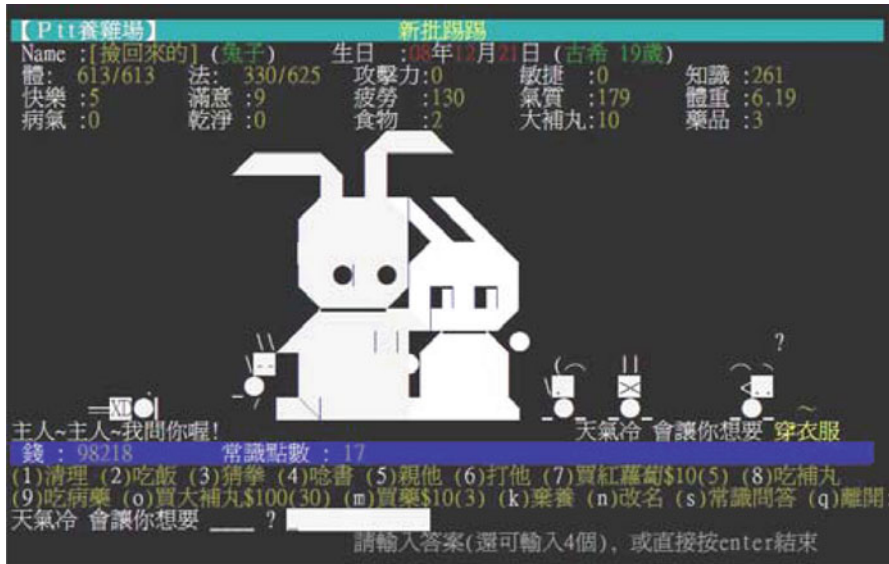 【Ptt養雞場】 新批踢踢
Name :[撿回來的] (兔子) 生日 :08年12月21日 (古希 19歲)
體: 613/613 法: 330/625 攻擊力:0 敏捷 :0 知識 :261
快樂 :5 滿意 :9 疲勞 :130 氣質 :179 體重 :6.19
病氣 :0 乾淨 :0 食物 :2 大補丸:10 藥品 :3
?
XD
主人~主人~我問你喔! 天氣冷 會讓你想要 穿衣服
錢 : 98218 常識點數 : 17
(1)清理 (2)吃飯 (3)猜拳 (4)唸書 (5)親他 (6)打他 (7)買紅蘿蔔$10(5) (8)吃補丸
(9)吃病藥 (o)買大補丸$100(30) (m)買藥$10(3) (k)棄養 (n)改名 (s)常識問答 (q)離開
天氣冷 會讓你想要 ____ ?
請輸入答案(還可輸入4個), 或直接按enter結束